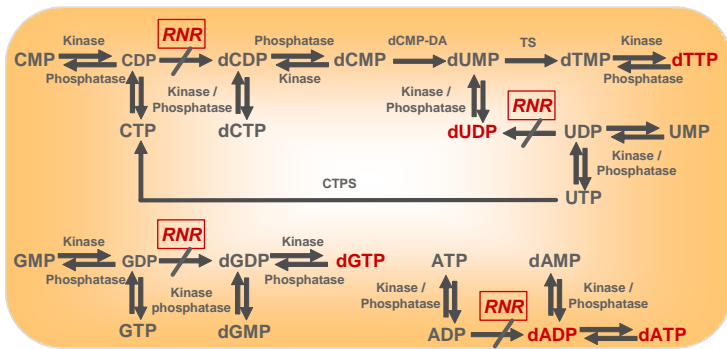 RNR
Kinase Phosphatase dCMP-DA TS Kinase
CMP CDP dCDP dCMP dUMP dTMP dTTP
Phosphatase Kinase Phosphatase
Kinase / Phosphatase Kinase / Phosphatase RNR
CTP dCTP dUDP UDP UMP
Kinase / Phosphatase
CTPS UTP
RNR
Kinase Kinase
GMP GDP dGDP dGTP ATP dAMP
Phosphatase Phosphatase
Kinase phosphatase Kinase / Phosphatase RNR Kinase / Phosphatase
GTP dGMP ADP dADP dATP